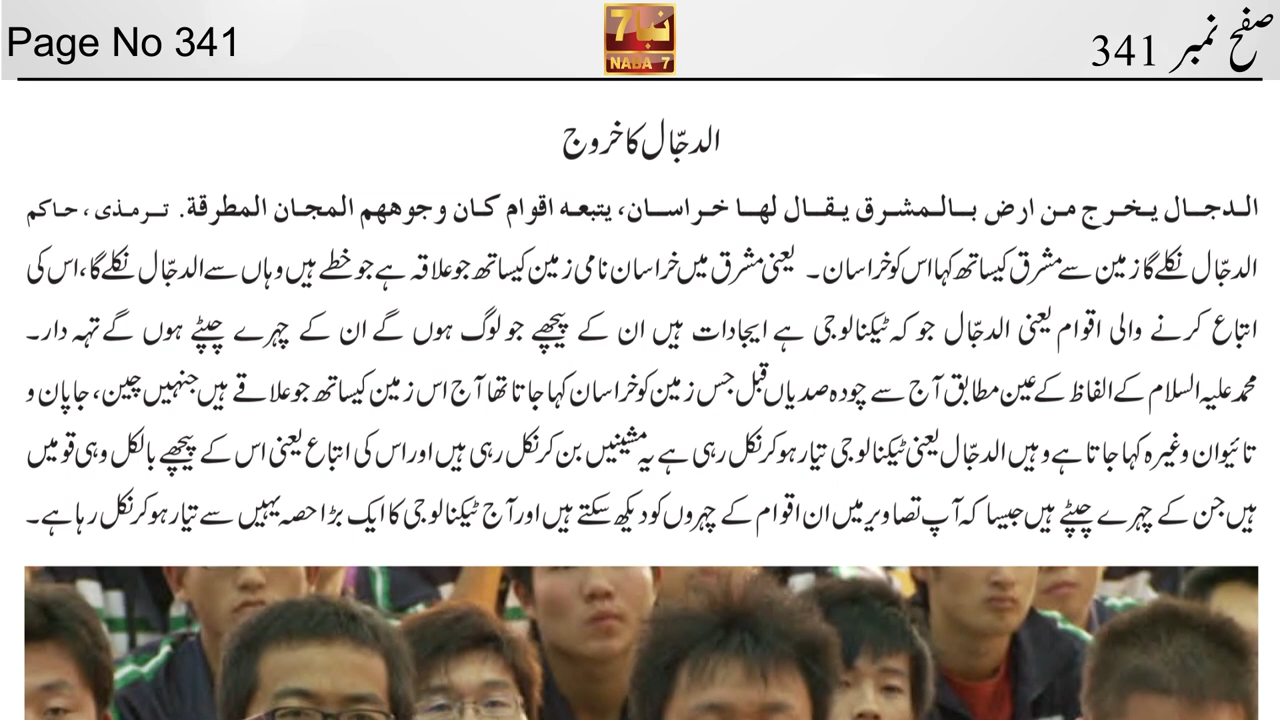 Page No 341
نبا 7
NABA 7
صفح نمبر 341
الدجّال کا خروج
الدجال یخرج من ارض بالمشرق یقال لها خراسان، یتبعه اقوام کان وجوههم المجان المطرقة. ترمذی، حاکم
الدجّال نکلے گا زمین سے مشرق کیساتھ کہا اس کو خراسان۔ یعنی مشرق میں خراسان نامی زمین کیساتھ جو علاقہ ہے جو خطے ہیں وہاں سے الدجّال نکلے گا، اس کی
اتباع کرنے والی اقوام یعنی الدجّال جو کہ ٹیکنالوجی ہے ایجادات ہیں ان کے پیچھے جو لوگ ہوں گے ان کے چہرے چپٹے ہوں گے تہہ دار۔
محمد علیہ السلام کے الفاظ کے عین مطابق آج سے چودہ صدیاں قبل جس زمین کو خراسان کہا جاتا تھا آج اس زمین کیساتھ جو علاقے ہیں جنہیں چین، جاپان و
تائیوان وغیرہ کہا جاتا ہے وہیں الدجّال یعنی ٹیکنالوجی تیار ہو کر نکل رہی ہے یہ مشینیں بن کر نکل رہی ہیں اور اس کی اتباع یعنی اس کے پیچھے بالکل وہی قومیں
ہیں جن کے چہرے چپٹے ہیں جیسا کہ آپ تصاویر میں ان اقوام کے چہروں کو دیکھ سکتے ہیں اور آج ٹیکنالوجی کا ایک بڑا حصہ یہیں سے تیار ہو کر نکل رہا ہے۔